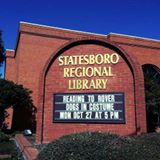 STATESBORO
REGIONAL
LIBRARY
READING TO ROVER
DOGS IN COSTUME
MON OCT 27 AT 5 PM